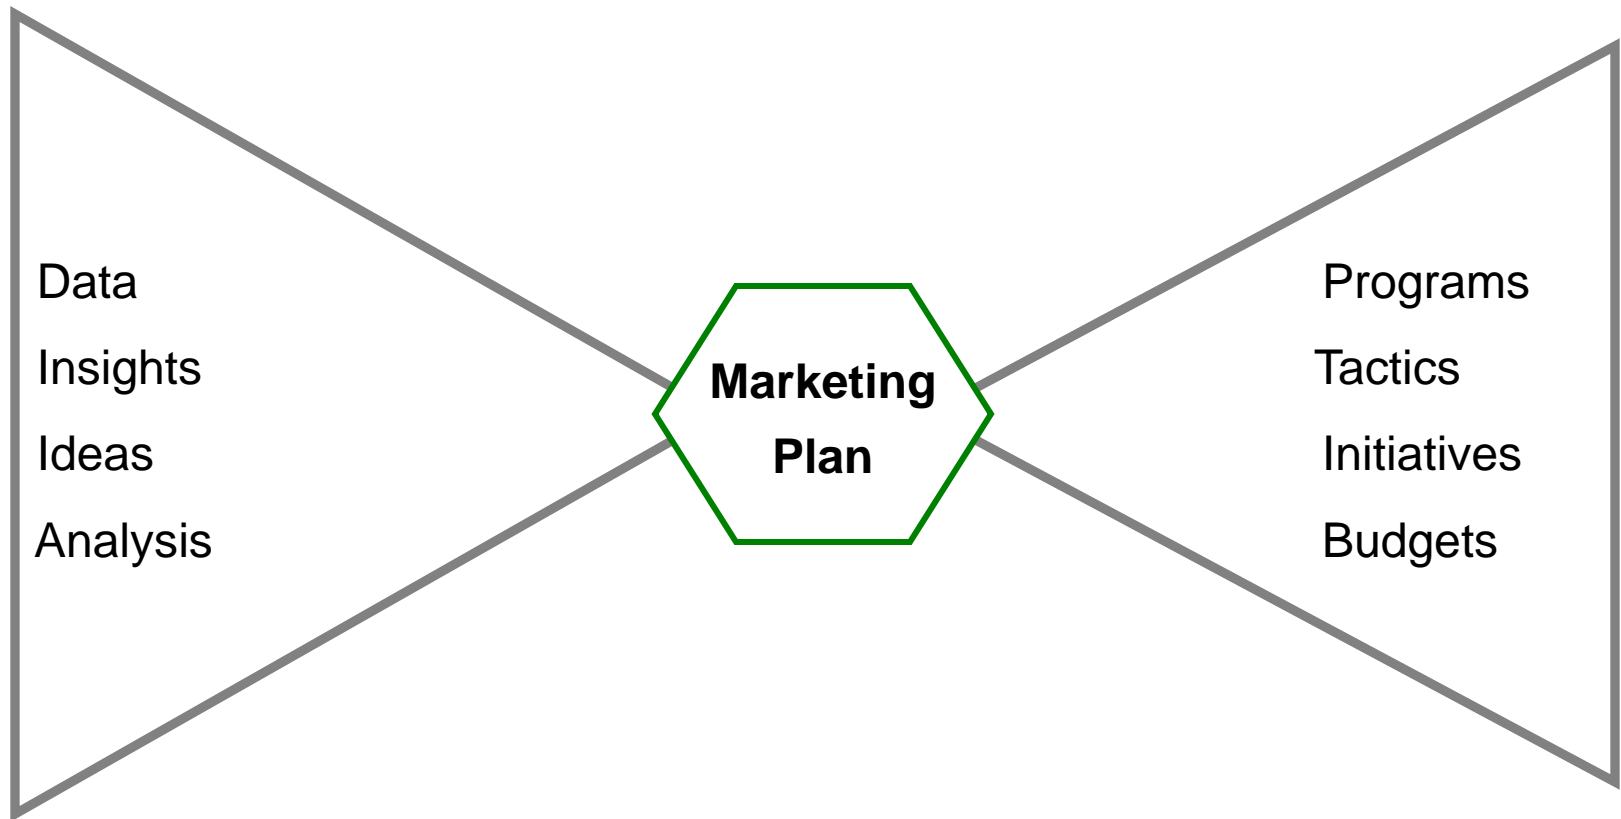 Data
Insights
Ideas
Analysis
Marketing
Plan
Programs
Tactics
Initiatives
Budgets